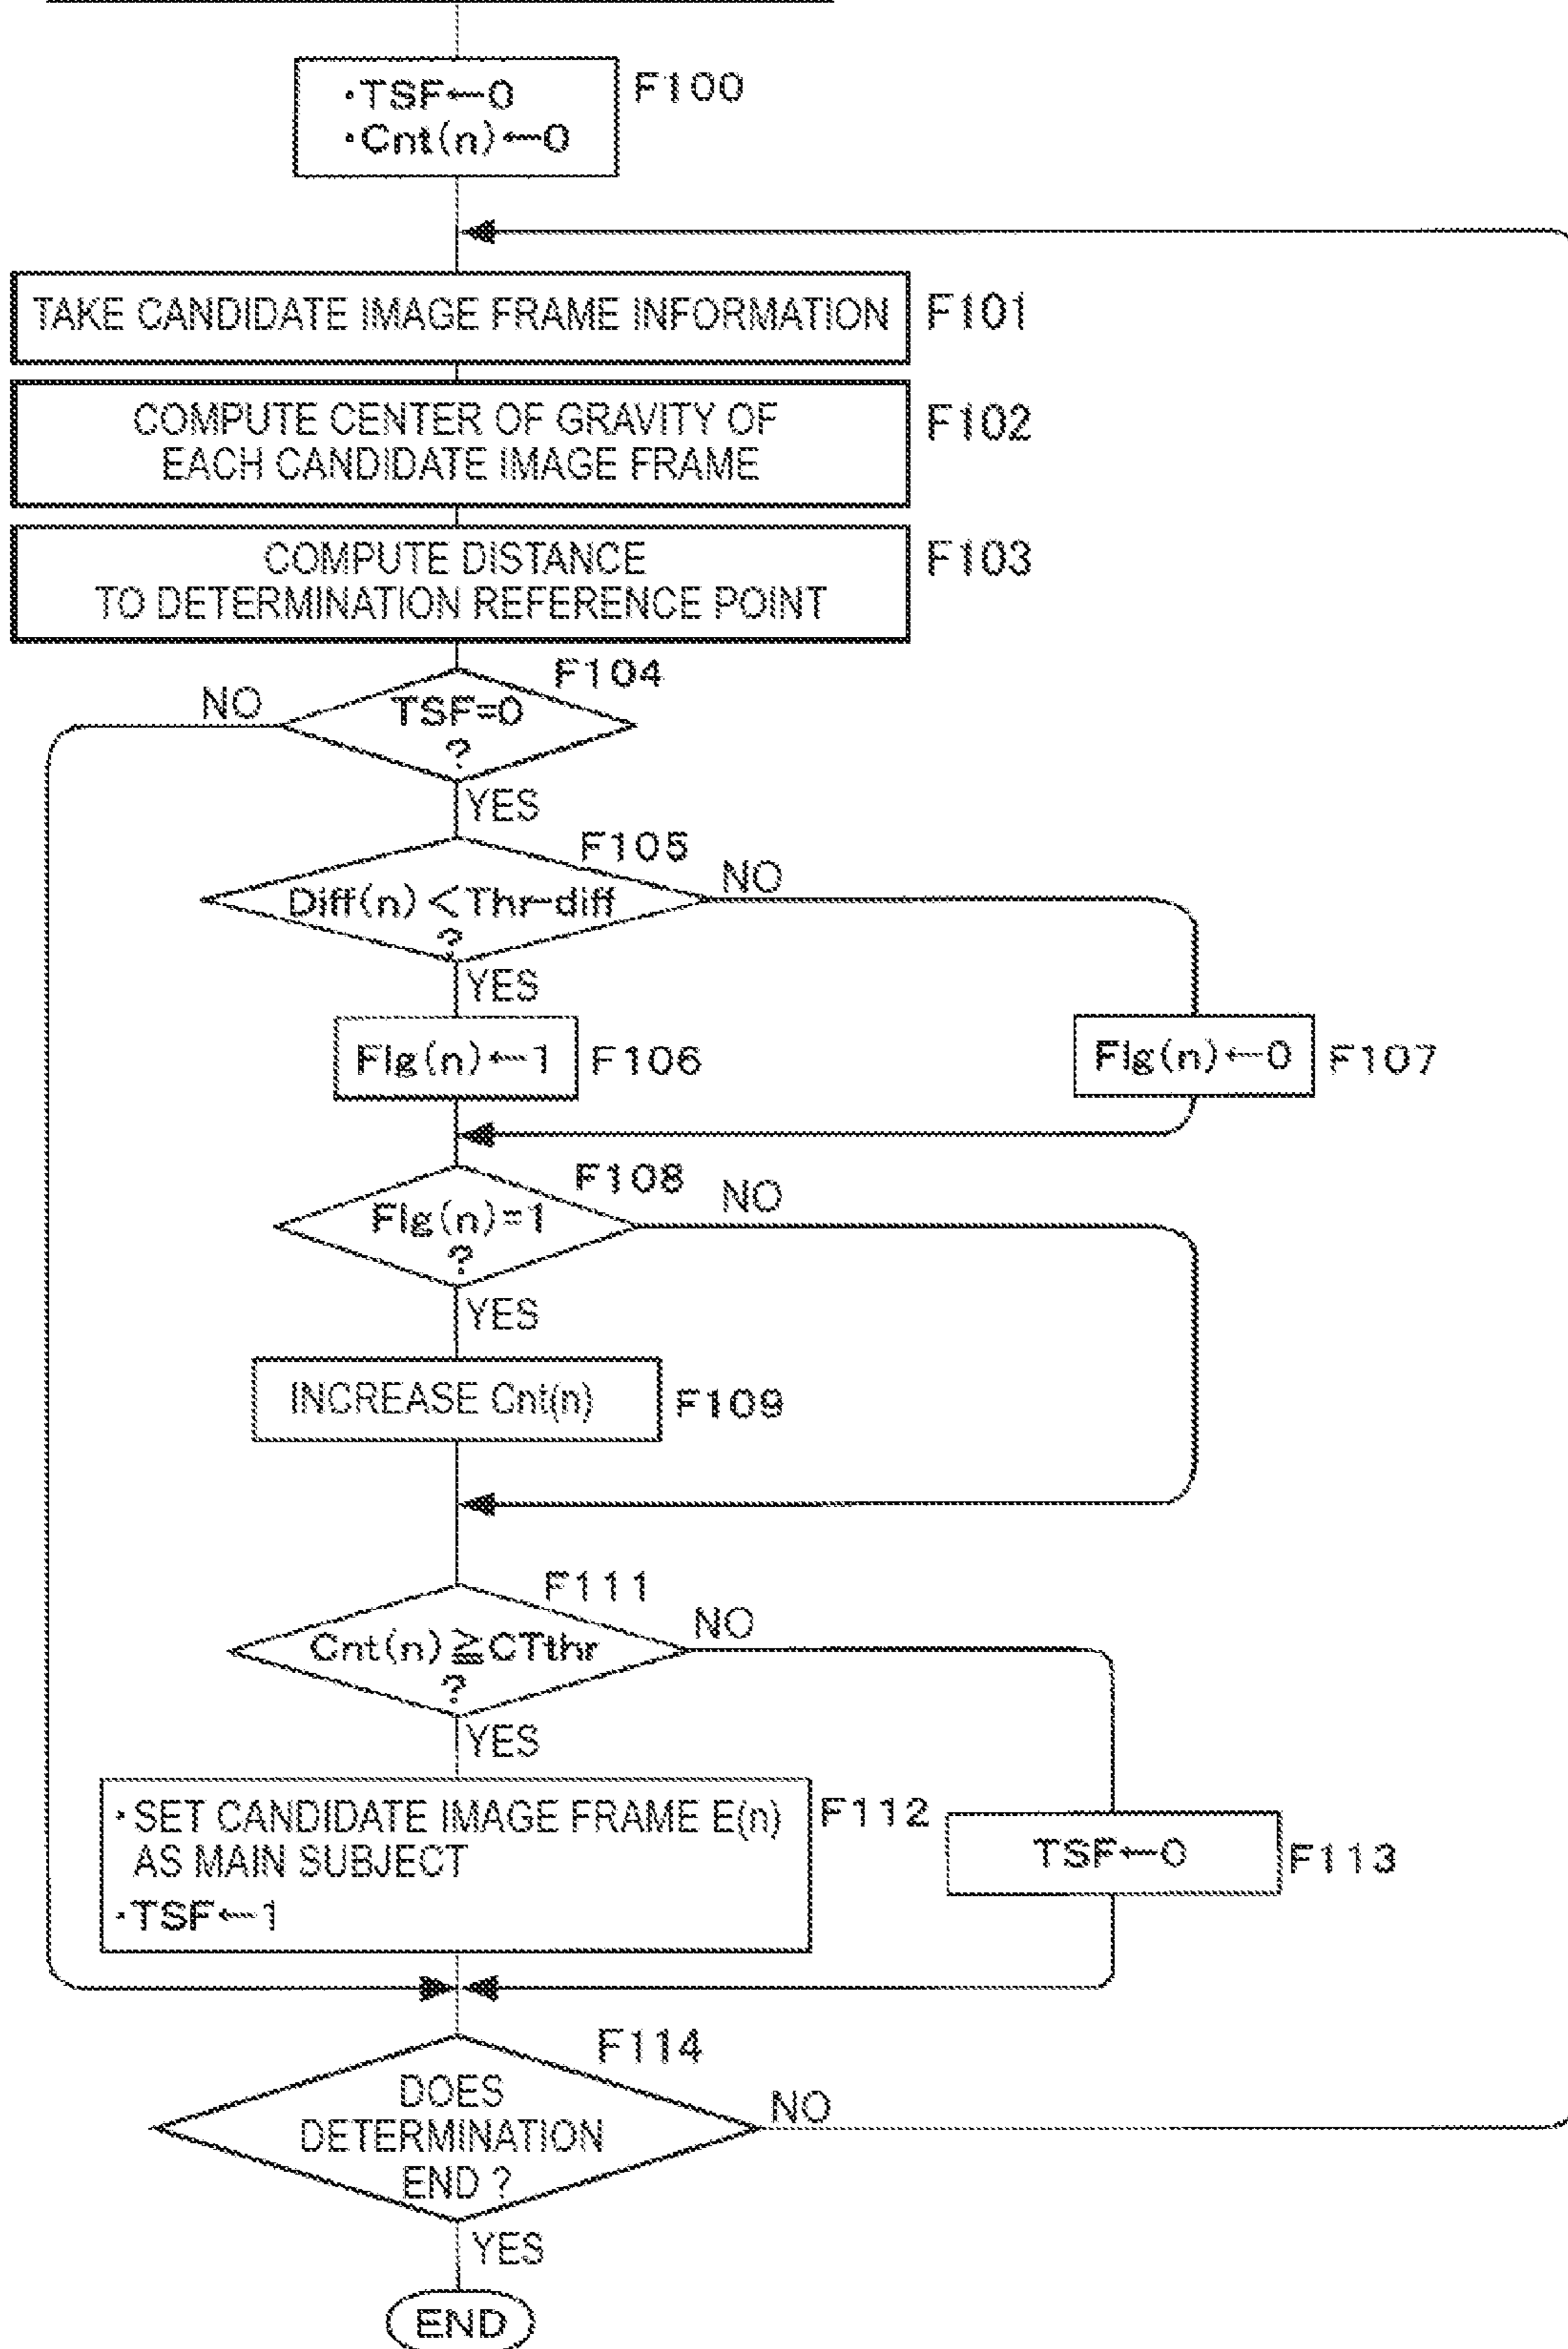 ·TSF←0
·Cnt(n)←0
F100
TAKE CANDIDATE IMAGE FRAME INFORMATION
F101
COMPUTE CENTER OF GRAVITY OF
EACH CANDIDATE IMAGE FRAME
F102
COMPUTE DISTANCE
TO DETERMINATION REFERENCE POINT
F103
F104
NO
TSF=0
?
YES
F105
NO
Diff(n)<Thr-diff
?
YES
Flg(n)←1
F106
Flg(n)←0
F107
F108
NO
Flg(n)=1
?
YES
INCREASE Cnt(n)
F109
F111
NO
Cnt(n)≧CTthr
?
YES
·SET CANDIDATE IMAGE FRAME E(n)
AS MAIN SUBJECT
·TSF←1
F112
TSF←0
F113
F114
DOES
DETERMINATION
END ?
NO
YES
END